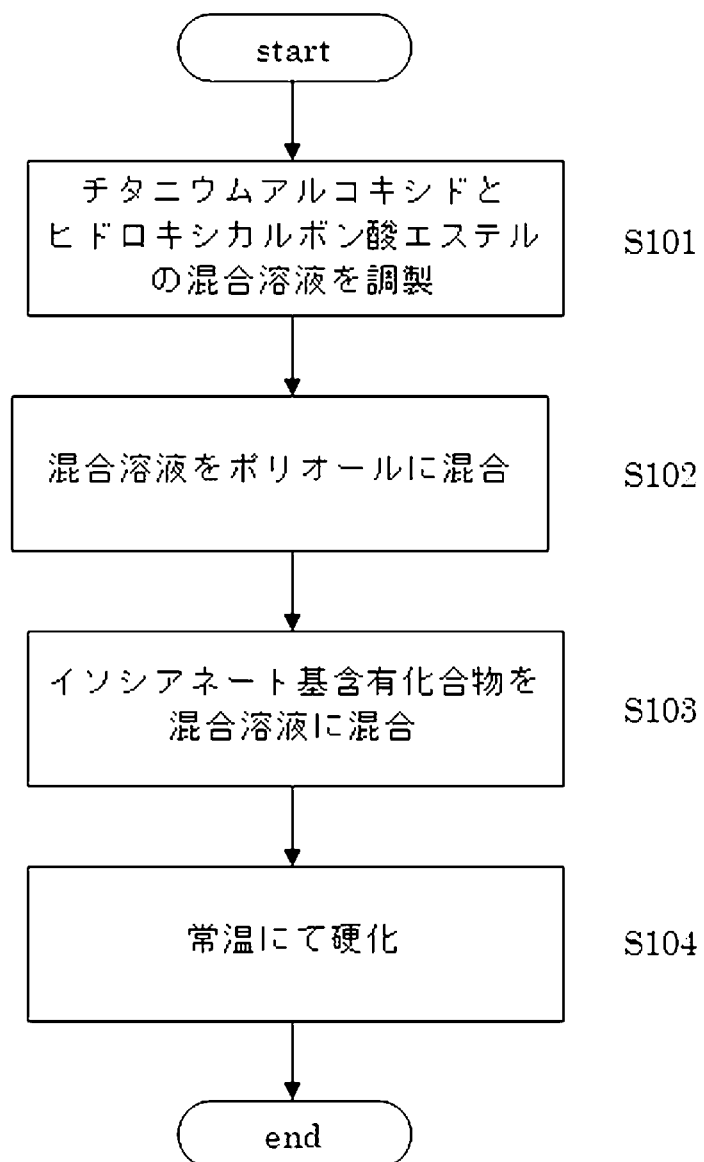 start
チタニウムアルコキシドと
ヒドロキシカルボン酸エステル
の混合溶液を調製
S101
混合溶液をポリオールに混合
S102
イソシアネート基含有化合物を
混合溶液に混合
S103
常温にて硬化
S104
end